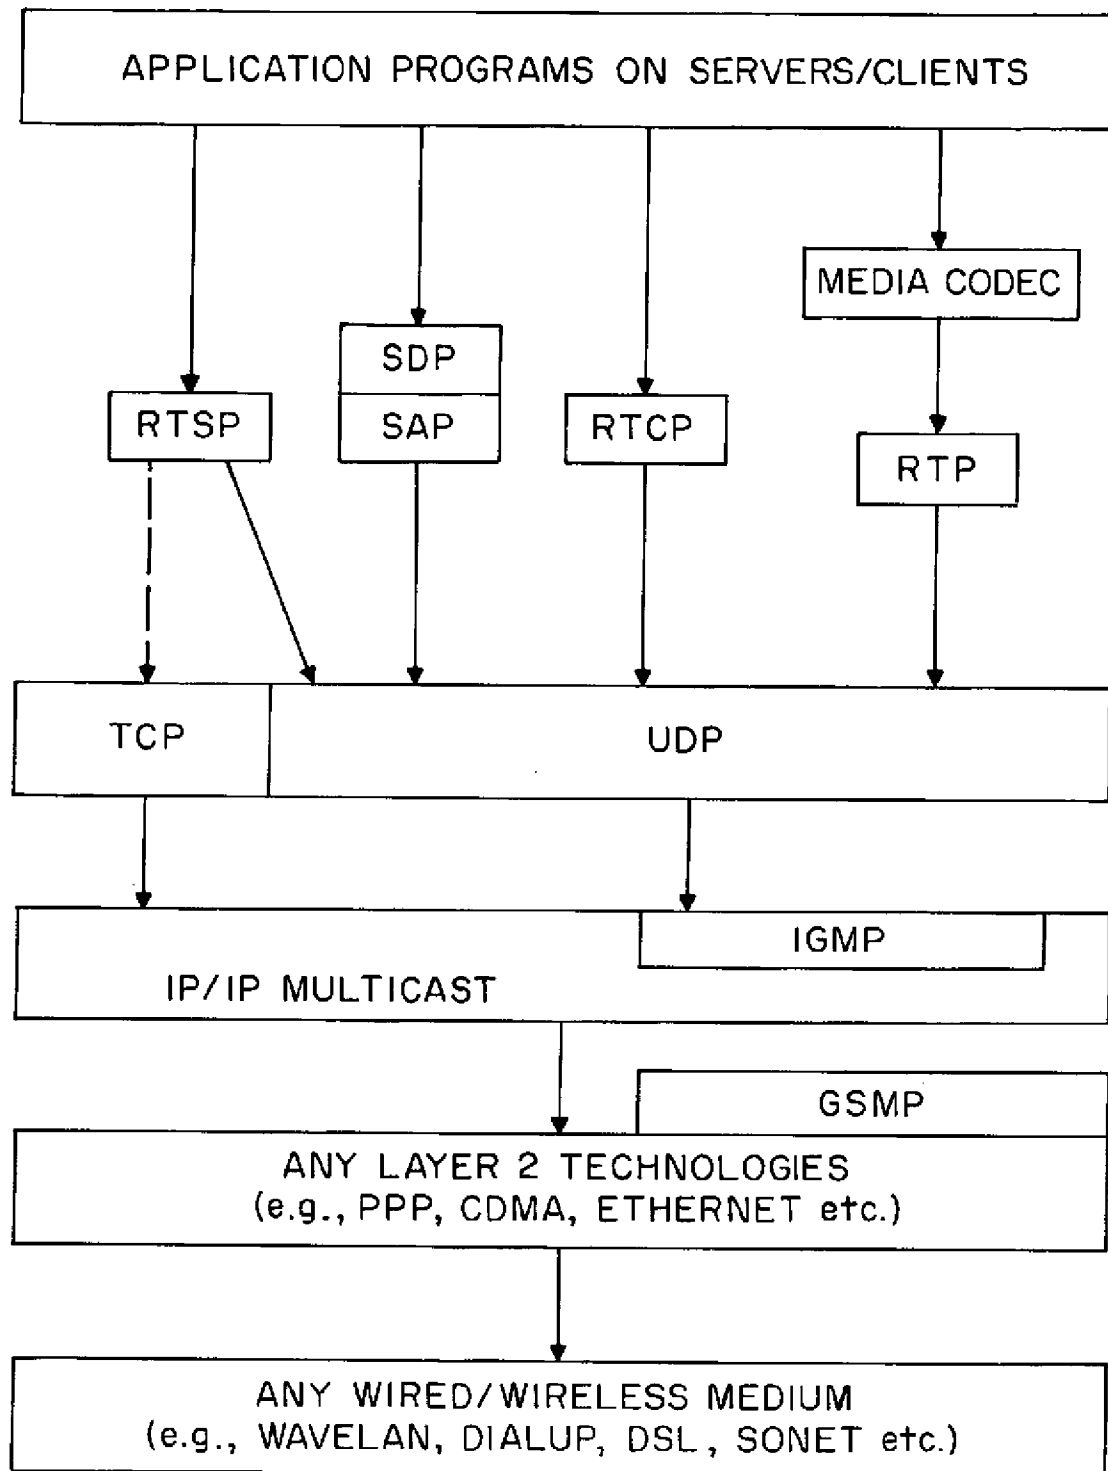 APPLICATION PROGRAMS ON SERVERS/CLIENTS
MEDIA CODEC
SDP
RTSP
SAP
RTCP
RTP
TCP
UDP
IGMP
IP/IP MULTICAST
GSMP
ANY LAYER 2 TECHNOLOGIES
(e.g., PPP, CDMA, ETHERNET etc.)
ANY WIRED/WIRELESS MEDIUM
(e.g., WAVELAN, DIALUP, DSL, SONET etc.)